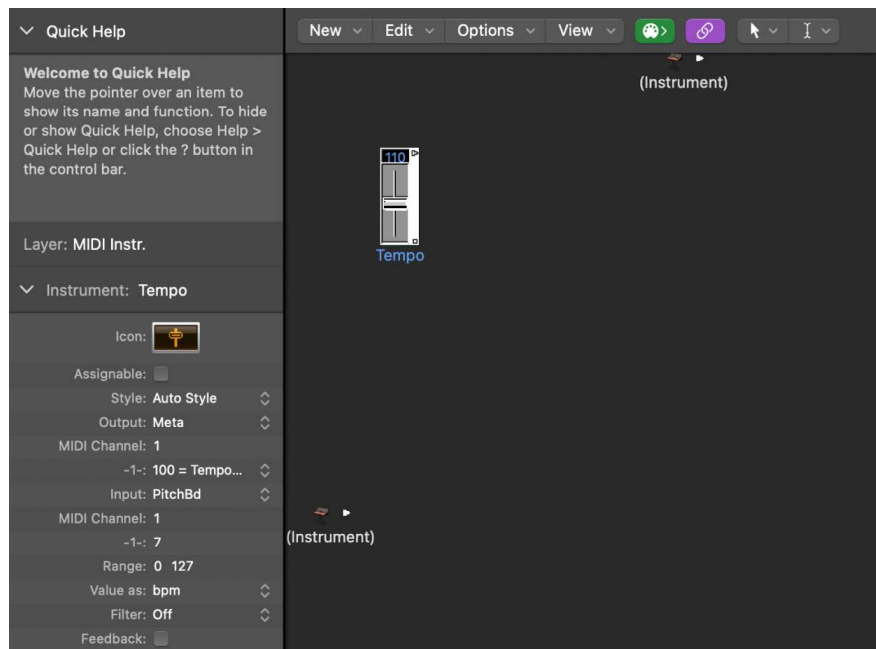 Quick Help
New Edit Options View
Welcome to Quick Help
Move the pointer over an item to
show its name and function. To hide
or show Quick Help, choose Help >
Quick Help or click the ? button in
the control bar.
Layer: MIDI Instr.
Instrument: Tempo
Icon:
Assignable:
Style: Auto Style
Output: Meta
MIDI Channel: 1
-1-: 100 = Tempo...
Input: PitchBd
MIDI Channel: 1
-1-: 7
Range: 0 127
Value as: bpm
Filter: Off
Feedback:
(Instrument)
110
Tempo
(Instrument)